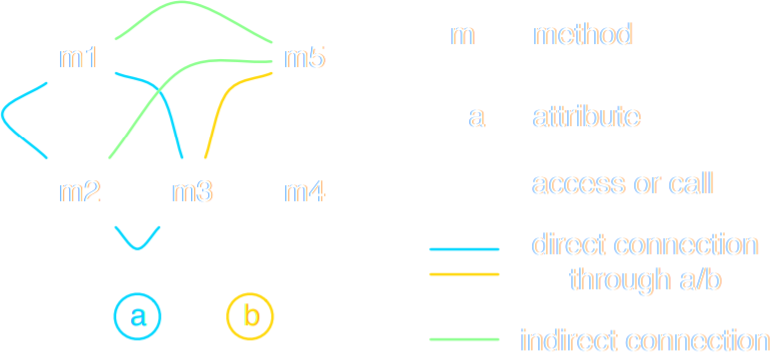 m1 m5
m2 m3 m4
a b
m method
a attribute
access or call
direct connection
through a/b
indirect connection